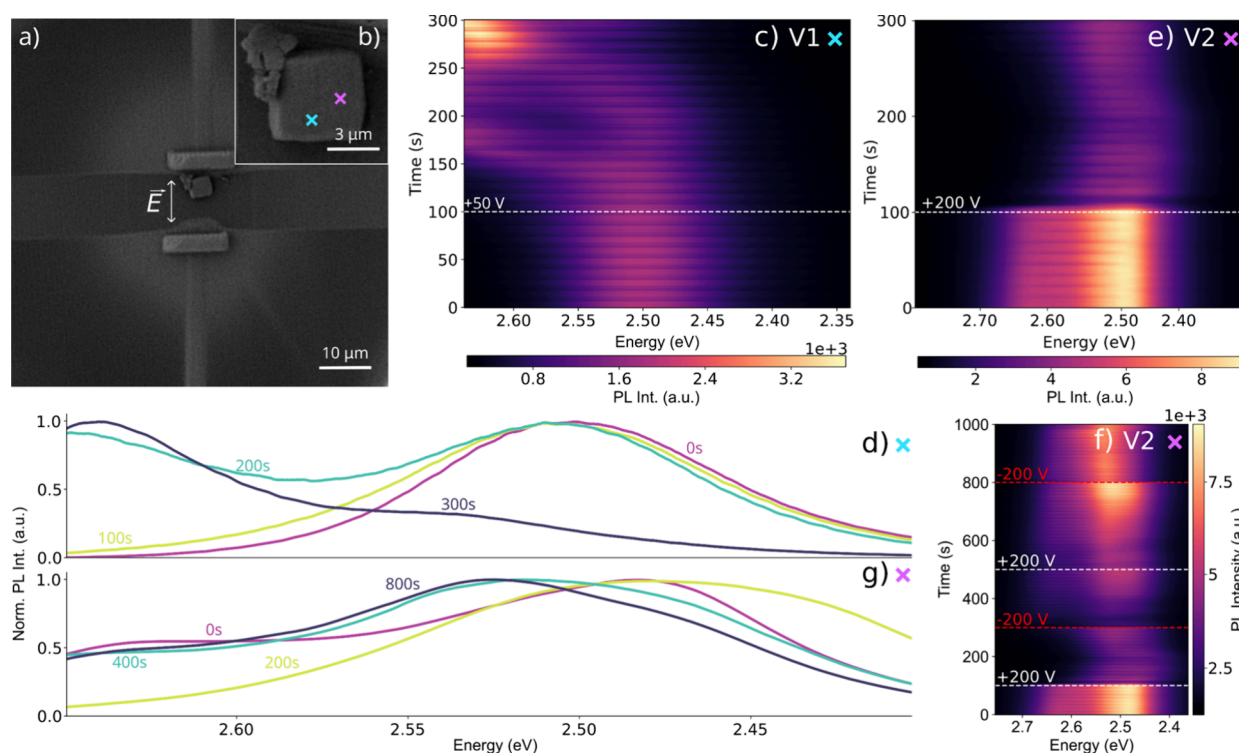 a)
E
10 μm
b)
3 μm
c) V1
300
250
200
150
100
50
0
Time (s)
+50 V
2.60
2.55
2.50
2.45
2.40
2.35
Energy (eV)
1e+3
0.8
1.6
2.4
3.2
PL Int. (a.u.)
e) V2
300
200
100
0
Time (s)
+200 V
2.70
2.60
2.50
2.40
Energy (eV)
2
4
6
8
PL Int. (a.u.)
d)
1.0
0.5
0.0
0s
200s
100s
300s
g)
1.0
0.5
0.0
800s
0s
400s
200s
Norm. PL Int. (a.u.)
2.60
2.55
2.50
2.45
Energy (eV)
f) V2
1e+3
1000
800
600
400
200
0
Time (s)
-200 V
+200 V
-200 V
+200 V
2.7
2.6
2.5
2.4
Energy (eV)
7.5
5
2.5
PL Intensity (a.u.)